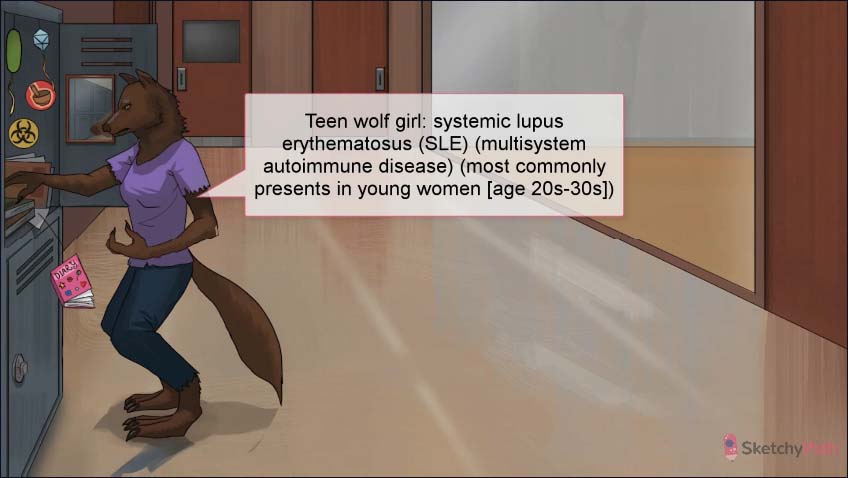 Teen wolf girl: systemic lupus
erythematosus (SLE) (multisystem
autoimmune disease) (most commonly
presents in young women [age 20s-30s])
DIARY
SketchyPath